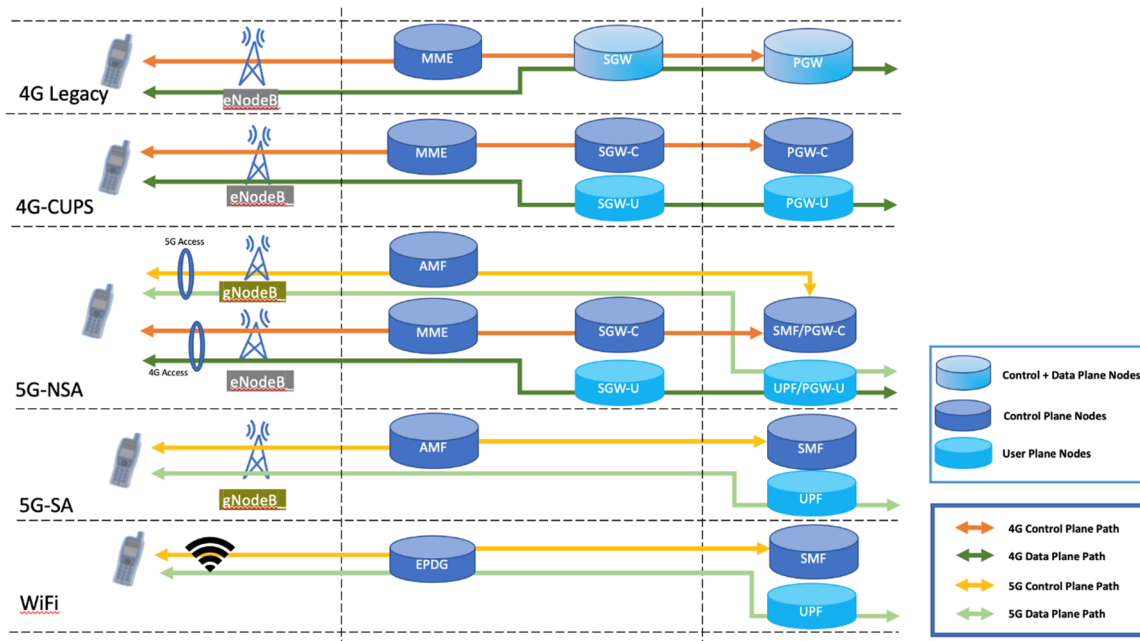 MME
SGW
PGW
eNodeB
4G Legacy
MME
SGW-C
PGW-C
eNodeB
SGW-U
PGW-U
4G-CUPS
5G Access
AMF
gNodeB
MME
SGW-C
SMF/PGW-C
4G Access
eNodeB
SGW-U
UPF/PGW-U
5G-NSA
AMF
SMF
gNodeB
UPF
5G-SA
EPDG
SMF
WiFi
UPF
Control + Data Plane Nodes
Control Plane Nodes
User Plane Nodes
4G Control Plane Path
4G Data Plane Path
5G Control Plane Path
5G Data Plane Path